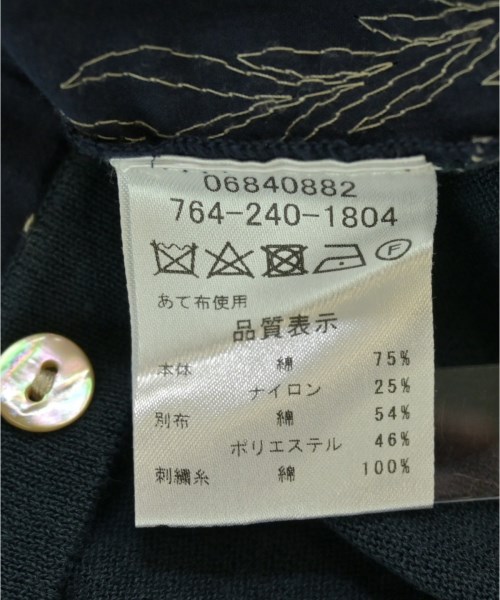 06840882
764-240-1804
F
あて布使用
品質表示
本体 綿 75%
ナイロン 25%
別布 綿 54%
ポリエステル 46%
刺繍糸 綿 100%